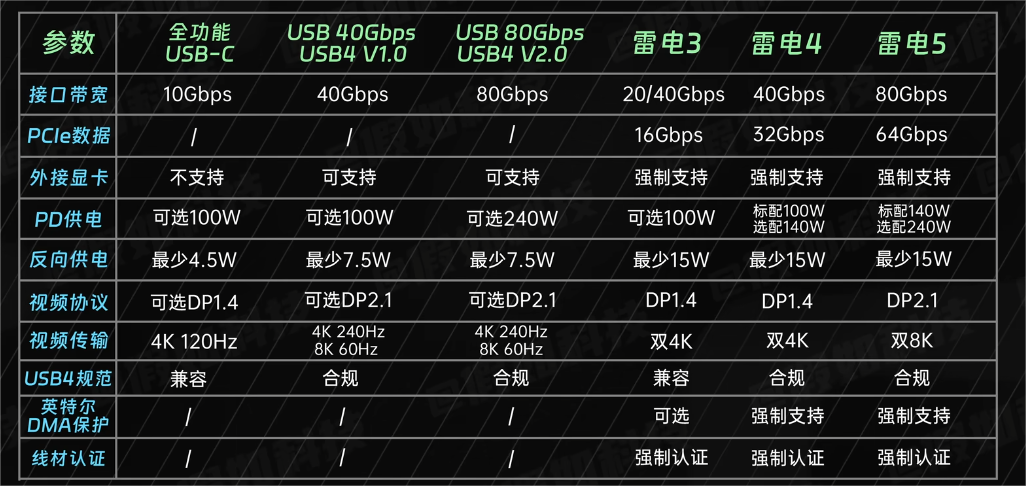 参数 全功能 USB-C USB 40Gbps USB4 V1.0 USB 80Gbps USB4 V2.0 雷电3 雷电4 雷电5
接口带宽 10Gbps 40Gbps 80Gbps 20/40Gbps 40Gbps 80Gbps
PCIe数据 / / / 16Gbps 32Gbps 64Gbps
外接显卡 不支持 可支持 可支持 强制支持 强制支持 强制支持
PD供电 可选100W 可选100W 可选240W 可选100W 标配100W 选配140W 标配140W 选配240W
反向供电 最少4.5W 最少7.5W 最少7.5W 最少15W 最少15W 最少15W
视频协议 可选DP1.4 可选DP2.1 可选DP2.1 DP1.4 DP1.4 DP2.1
视频传输 4K 120Hz 4K 240Hz 8K 60Hz 4K 240Hz 8K 60Hz 双4K 双4K 双8K
USB4规范 兼容 合规 合规 兼容 合规 合规
英特尔 DMA保护 / / / 可选 强制支持 强制支持
线材认证 / / / 强制认证 强制认证 强制认证